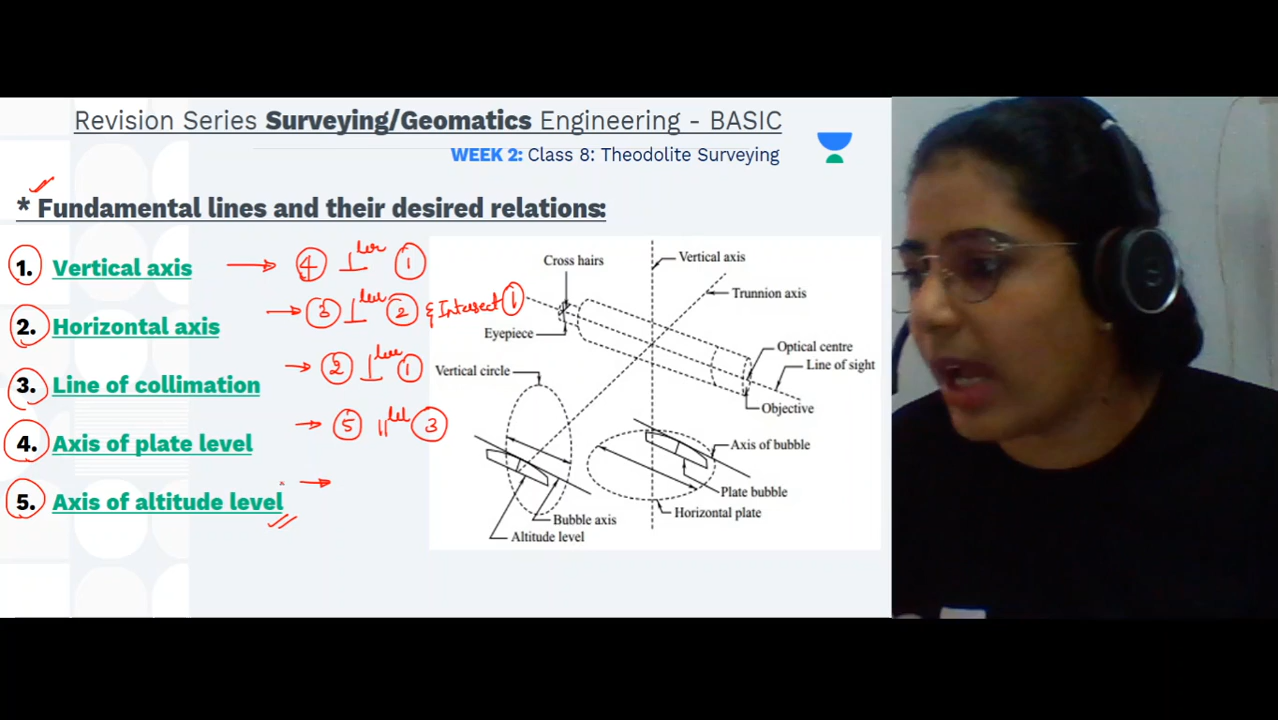 Revision Series Surveying/Geomatics Engineering - BASIC
WEEK 2: Class 8: Theodolite Surveying
* Fundamental lines and their desired relations:
1. Vertical axis
2. Horizontal axis
3. Line of collimation
4. Axis of plate level
5. Axis of altitude level
→ 4 ⊥ler 1
→ 3 ⊥ler 2 & Intersect 1
→ 2 ⊥ler 1
→ 5 ||lel 3
→
Vertical axis
Cross hairs
Trunnion axis
Eyepiece
Optical centre
Line of sight
Vertical circle
Objective
Axis of bubble
Plate bubble
Horizontal plate
Bubble axis
Altitude level